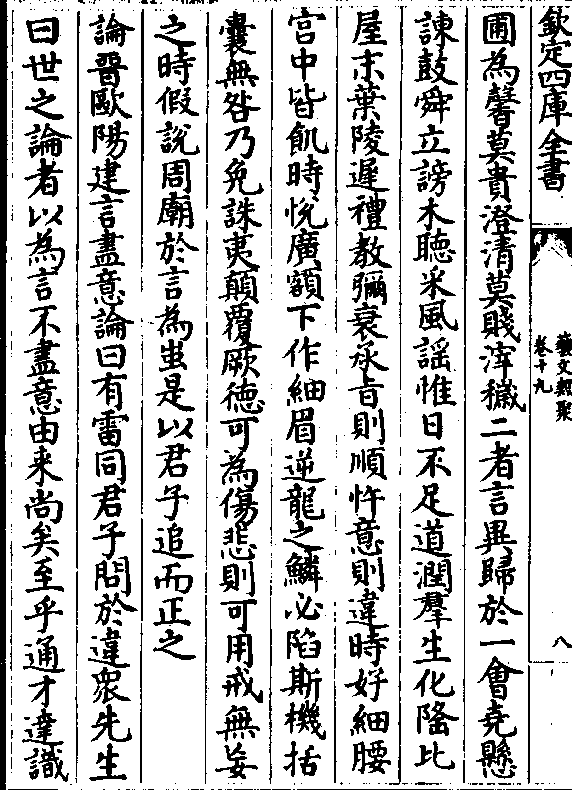 欽定四庫全書
藝文類聚
卷十九
八
圃為馨莫貴澄清莫賤滓穢二者言異歸於一會堯懸
諫鼓舜立謗木聴采風謡惟日不足道潤羣生化隆比
屋末葉陵遲禮教彌衰承㫖則順忤意則違時好細腰
宫中皆飢時悅廣額下作細眉逆龍之鱗必陷斯機括
囊無咎乃免誅夷顛覆厥徳可為傷悲則可用戒無妄
之時假説周廟於言為蚩是以君子追而正之
論晉歐陽建言盡意論曰有雷同君子問於違衆先生
曰世之論者以為言不盡意由来尚矣至乎通才達識